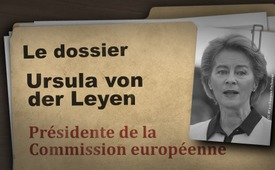 Le dossier
Ursula von
der Leyen
Présidente de la
Commission européenne